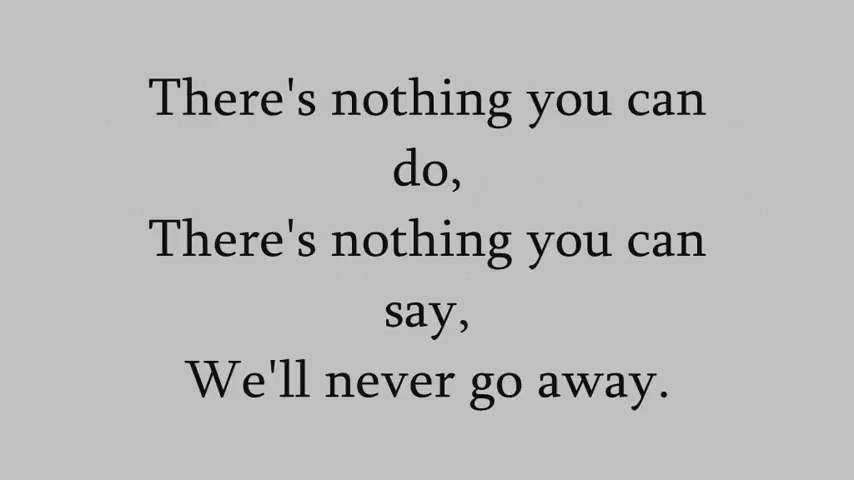 There's nothing you can
do,
There's nothing you can
say,
We'll never go away.